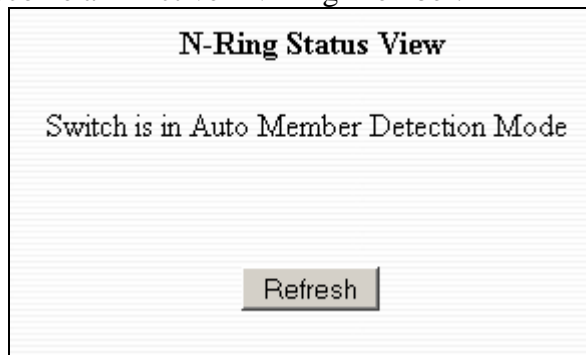 N-Ring Status View
Switch is in Auto Member Detection Mode
Refresh